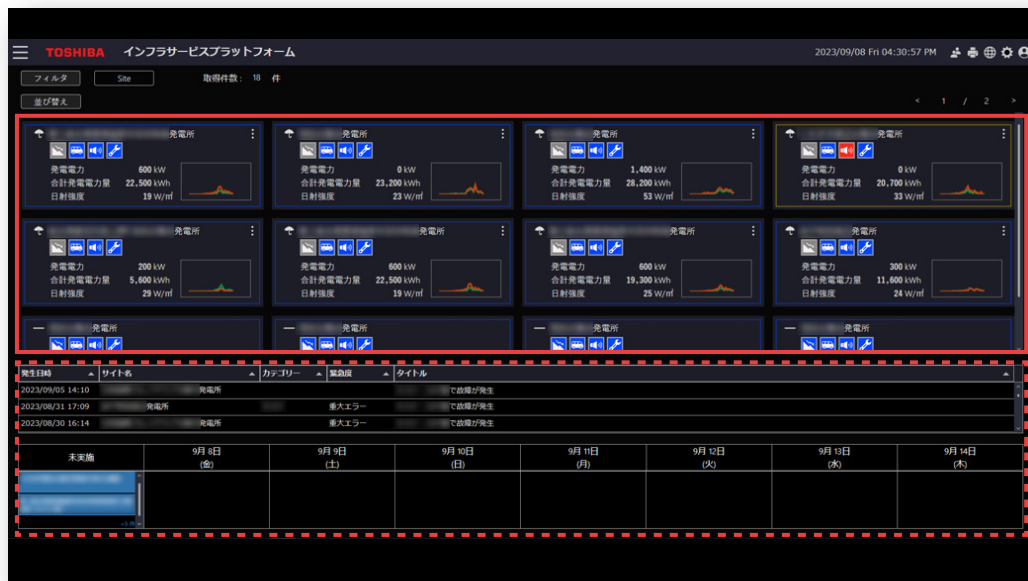 TOSHIBA インフラサービスプラットフォーム 2023/09/08 Fri 04:30:57 PM
フィルタ Site 取得件数： 18 件
並び替え < 1 / 2 >
発電所 発電所 発電所 発電所
発電電力 600 kW 発電電力 0 kW 発電電力 1,400 kW 発電電力 0 kW
合計発電電力量 22,500 kWh 合計発電電力量 23,200 kWh 合計発電電力量 28,200 kWh 合計発電電力量 20,700 kWh
日射強度 19 W/㎡ 日射強度 23 W/㎡ 日射強度 53 W/㎡ 日射強度 33 W/㎡
発電所 発電所 発電所 発電所
発電電力 200 kW 発電電力 600 kW 発電電力 600 kW 発電電力 300 kW
合計発電電力量 5,600 kWh 合計発電電力量 22,500 kWh 合計発電電力量 19,300 kWh 合計発電電力量 11,600 kWh
日射強度 29 W/㎡ 日射強度 19 W/㎡ 日射強度 25 W/㎡ 日射強度 24 W/㎡
発電所 発電所 発電所 発電所
発生日時 サイト名 カテゴリー 緊急度 タイトル
2023/09/05 14:10 発電所 で故障が発生
2023/08/31 17:09 発電所 重大エラー で故障が発生
2023/08/30 16:14 発電所 重大エラー で故障が発生
未実施 9月 8日 9月 9日 9月 10日 9月 11日 9月 12日 9月 13日 9月 14日
(金) (土) (日) (月) (火) (水) (木)